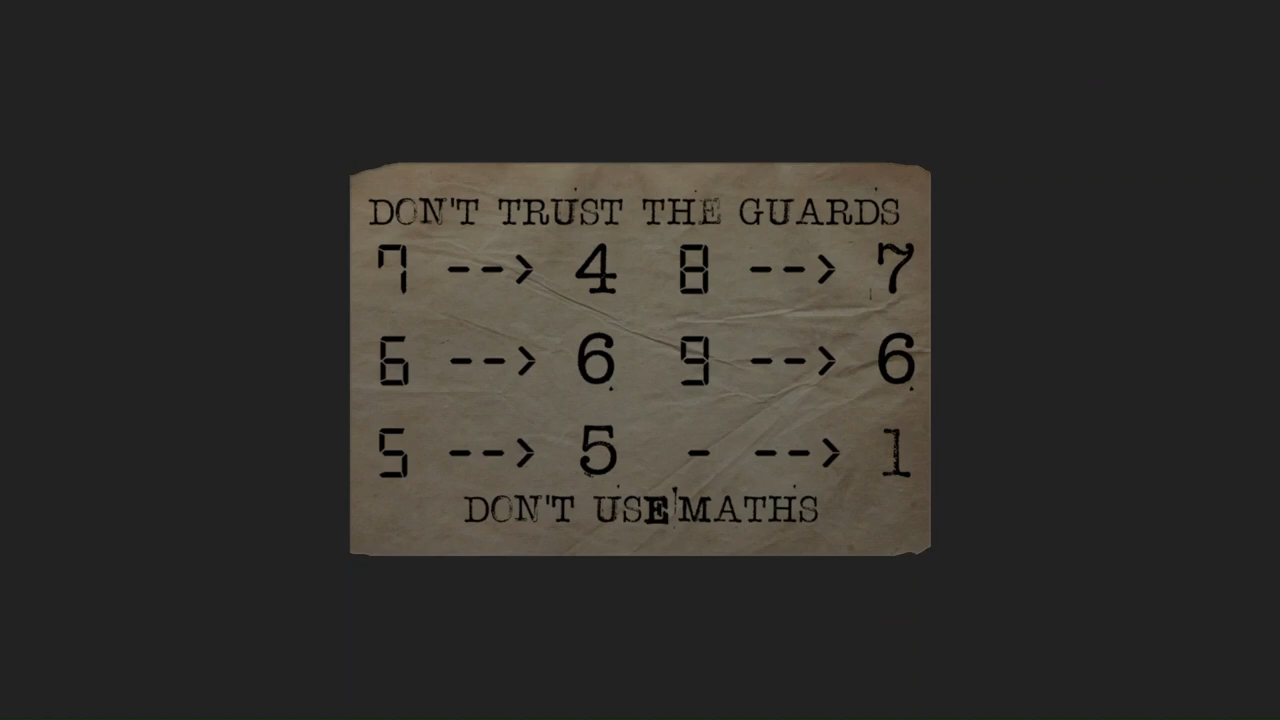 DON'T TRUST THE GUARDS
7 --> 4 8 --> 7
6 --> 6 9 --> 6
5 --> 5 - --> 1
DON'T USE MATHS